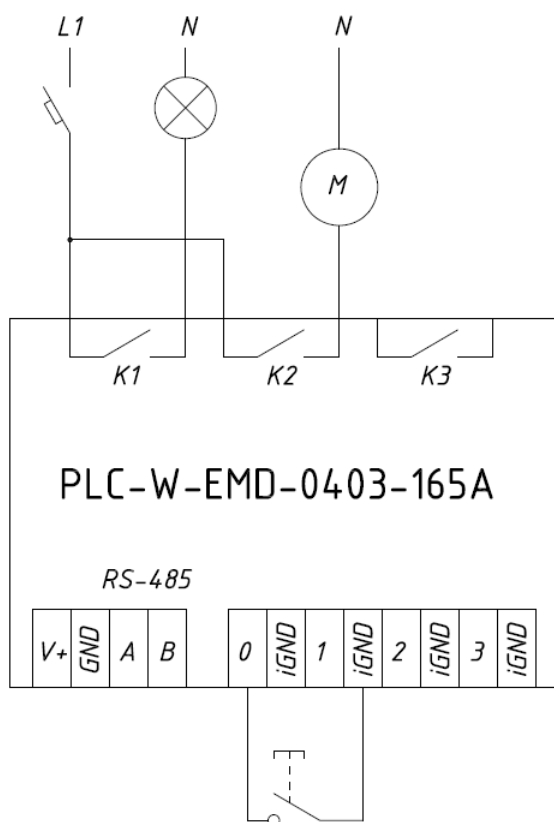 L1 N N
M
K1 K2 K3
PLC-W-EMD-0403-165A
RS-485
V+ GND A B 0 iGND 1 iGND 2 iGND 3 iGND